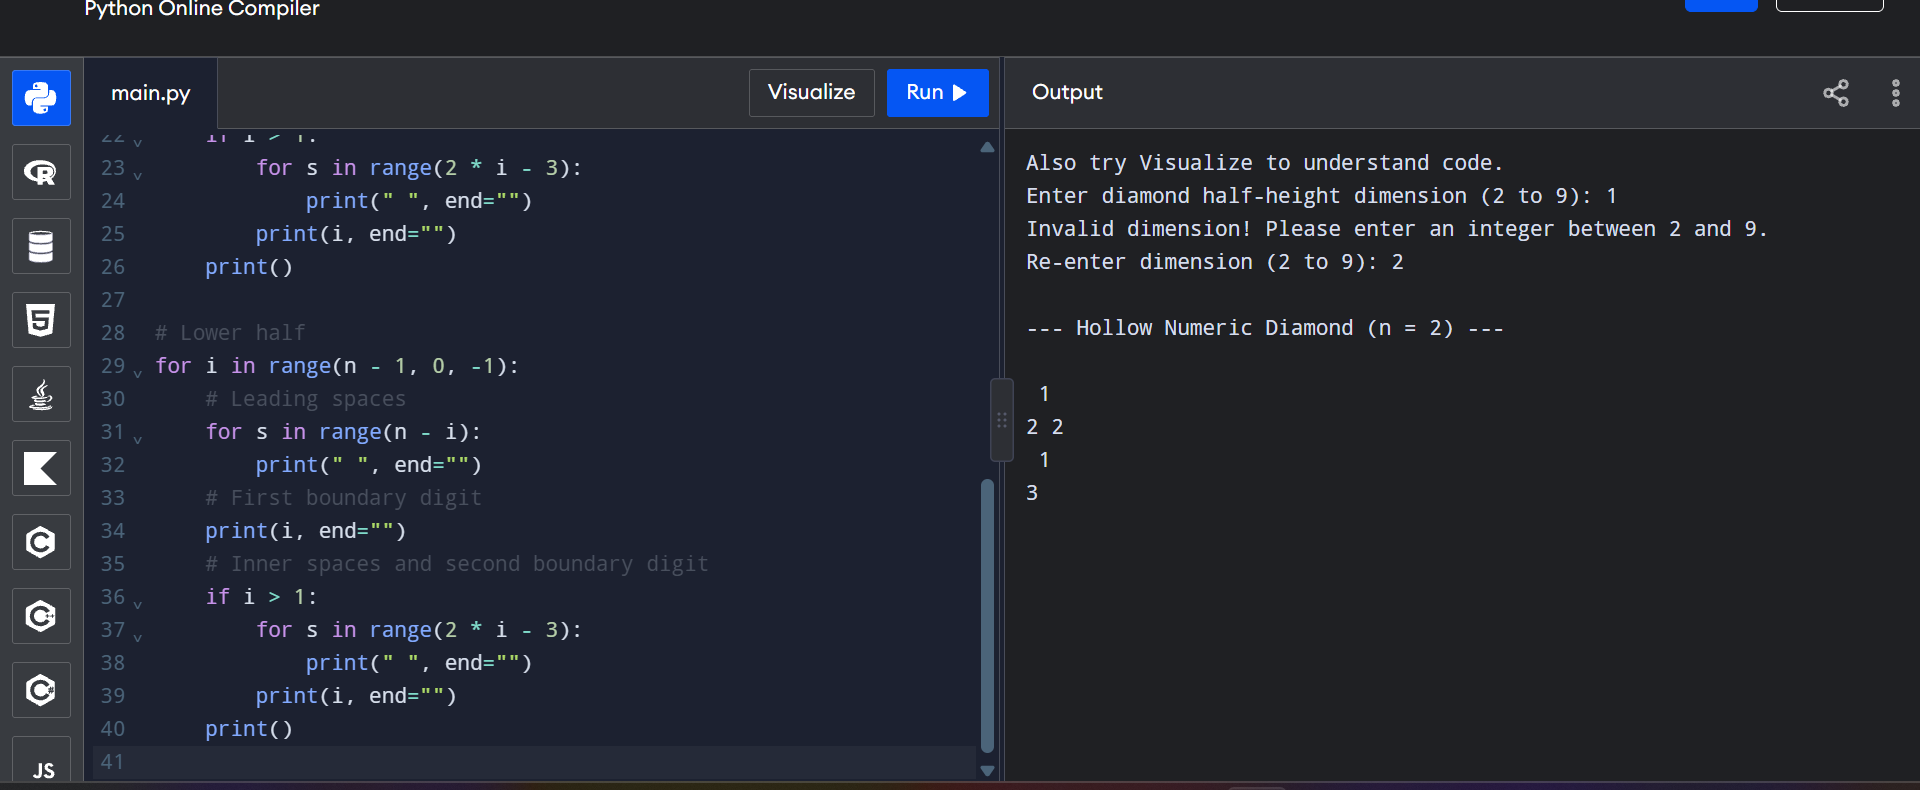 Python Online Compiler
main.py
Visualize
Run
22 if i > 1:
23 for s in range(2 * i - 3):
24 print(" ", end="")
25 print(i, end="")
26 print()
27
28 # Lower half
29 for i in range(n - 1, 0, -1):
30 # Leading spaces
31 for s in range(n - i):
32 print(" ", end="")
33 # First boundary digit
34 print(i, end="")
35 # Inner spaces and second boundary digit
36 if i > 1:
37 for s in range(2 * i - 3):
38 print(" ", end="")
39 print(i, end="")
40 print()
41
JS
Output
Also try Visualize to understand code.
Enter diamond half-height dimension (2 to 9): 1
Invalid dimension! Please enter an integer between 2 and 9.
Re-enter dimension (2 to 9): 2
--- Hollow Numeric Diamond (n = 2) ---
1
2 2
1
3